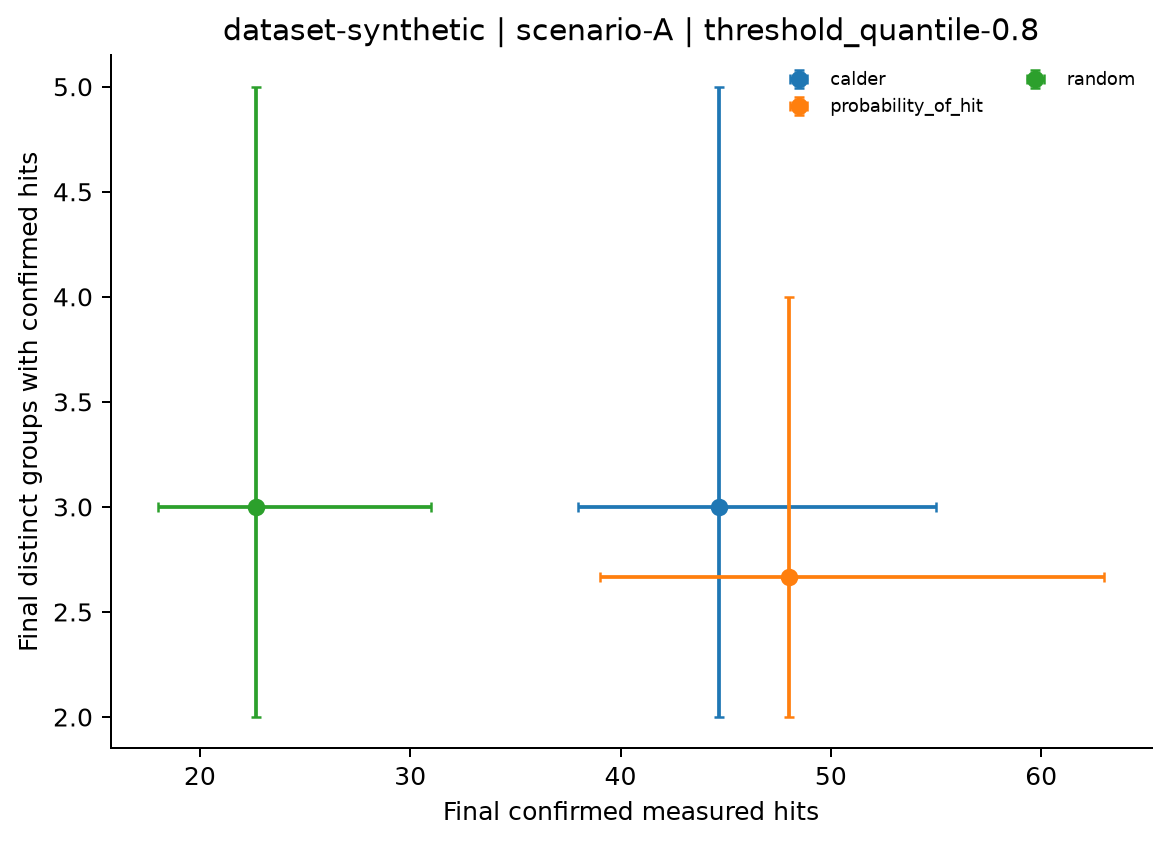 dataset-synthetic | scenario-A | threshold_quantile-0.8
calder
probability_of_hit
random
Final distinct groups with confirmed hits
5.0
4.5
4.0
3.5
3.0
2.5
2.0
20 30 40 50 60
Final confirmed measured hits